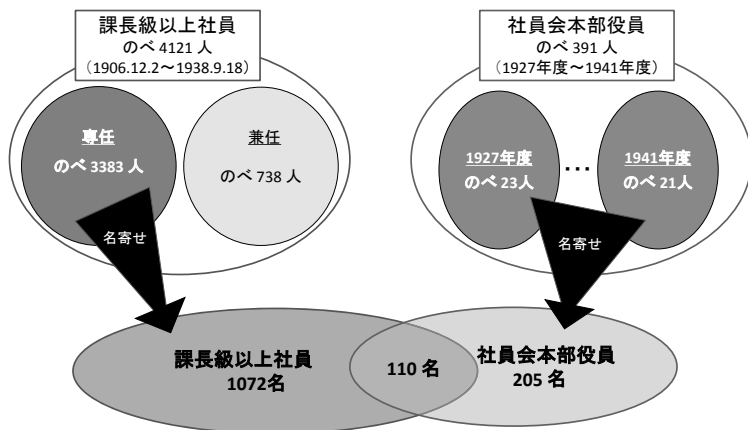 課長級以上社員
のべ 4121 人
（1906.12.2～1938.9.18）
社員会本部役員
のべ 391 人
（1927年度～1941年度）
専任
のべ 3383 人
兼任
のべ 738 人
1927年度
のべ 23人
…
1941年度
のべ 21人
名寄せ
名寄せ
課長級以上社員
1072名
110 名
社員会本部役員
205 名